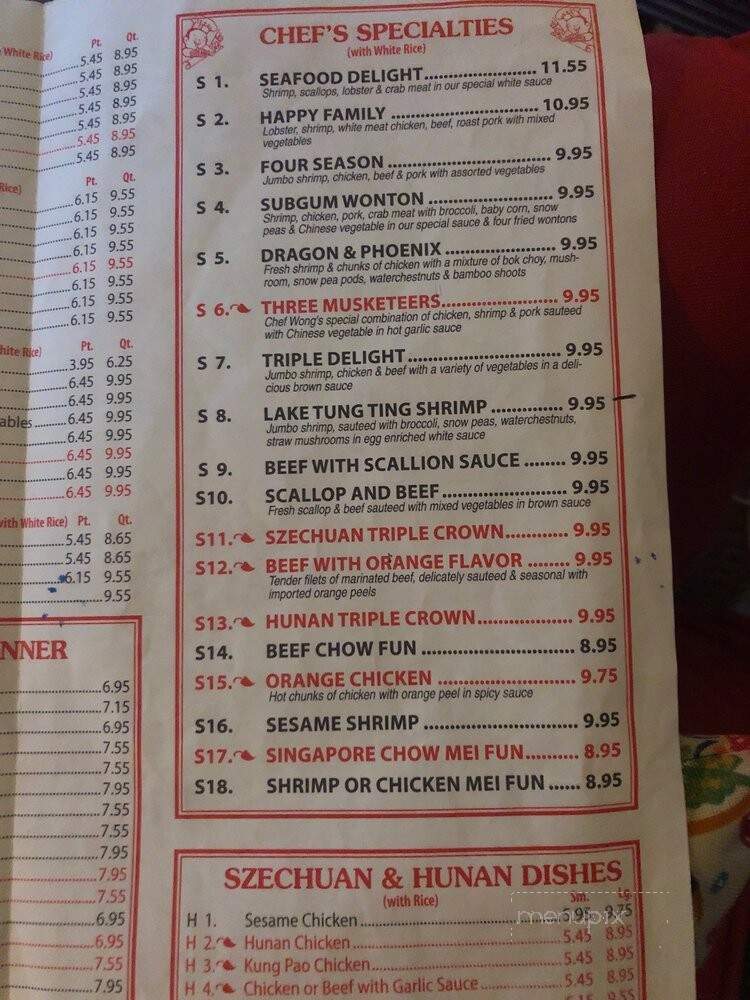 White Rice) Pt. Qt.
5.45 8.95
5.45 8.95
5.45 8.95
5.45 8.95
5.45 8.95
5.45 8.95
Rice) Pt. Qt.
6.15 9.55
6.15 9.55
6.15 9.55
6.15 9.55
6.15 9.55
6.15 9.55
6.15 9.55
6.15 9.55
hite Rice) Pt. Qt.
3.95 6.25
6.45 9.95
6.45 9.95
ables 6.45 9.95
6.45 9.95
6.45 9.95
6.45 9.95
6.45 9.95
with White Rice) Pt. Qt.
5.45 8.65
5.45 8.65
6.15 9.55
9.55
NNER
6.95
7.15
6.95
7.55
7.55
7.95
7.55
7.55
7.95
7.95
7.55
6.95
6.95
7.55
7.95
CHEF'S SPECIALTIES
(with White Rice)
S 1. SEAFOOD DELIGHT 11.55
Shrimp, scallops, lobster & crab meat in our special white sauce
S 2. HAPPY FAMILY 10.95
Lobster, shrimp, white meat chicken, beef, roast pork with mixed
vegetables
S 3. FOUR SEASON 9.95
Jumbo shrimp, chicken, beef & pork with assorted vegetables
S 4. SUBGUM WONTON 9.95
Shrimp, chicken, pork, crab meat with broccoli, baby corn, snow
peas & Chinese vegetable in our special sauce & four fried wontons
S 5. DRAGON & PHOENIX 9.95
Fresh shrimp & chunks of chicken with a mixture of bok choy, mush-
room, snow pea pods, waterchestnuts & bamboo shoots
S 6. THREE MUSKETEERS 9.95
Chef Wong's special combination of chicken, shrimp & pork sauteed
with Chinese vegetable in hot garlic sauce
S 7. TRIPLE DELIGHT 9.95
Jumbo shrimp, chicken & beef with a variety of vegetables in a deli-
cious brown sauce
S 8. LAKE TUNG TING SHRIMP 9.95
Jumbo shrimp, sauteed with broccoli, snow peas, waterchestnuts,
straw mushrooms in egg enriched white sauce
S 9. BEEF WITH SCALLION SAUCE 9.95
S10. SCALLOP AND BEEF 9.95
Fresh scallop & beef sauteed with mixed vegetables in brown sauce
S11. SZECHUAN TRIPLE CROWN 9.95
S12. BEEF WITH ORANGE FLAVOR 9.95
Tender filets of marinated beef, delicately sauteed & seasonal with
imported orange peels
S13. HUNAN TRIPLE CROWN 9.95
S14. BEEF CHOW FUN 8.95
S15. ORANGE CHICKEN 9.75
Hot chunks of chicken with orange peel in spicy sauce
S16. SESAME SHRIMP 9.95
S17. SINGAPORE CHOW MEI FUN 8.95
S18. SHRIMP OR CHICKEN MEI FUN 8.95
SZECHUAN & HUNAN DISHES
(with Rice) Sm. Lg.
H 1. Sesame Chicken 5.95 9.75
H 2. Hunan Chicken 5.45 8.95
H 3. Kung Pao Chicken 5.45 8.95
H 4. Chicken or Beef with Garlic Sauce 5.45 8.95
menupix